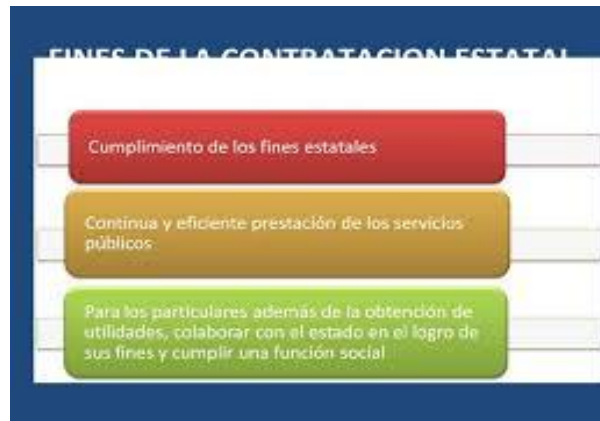 FINES DE LA CONTRATACION ESTATAL
Cumplimiento de los fines estatales
Continua y eficiente prestación de los servicios
públicos
Para los particulares además de la obtención de
utilidades, colaborar con el estado en el logro de
sus fines y cumplir una función social